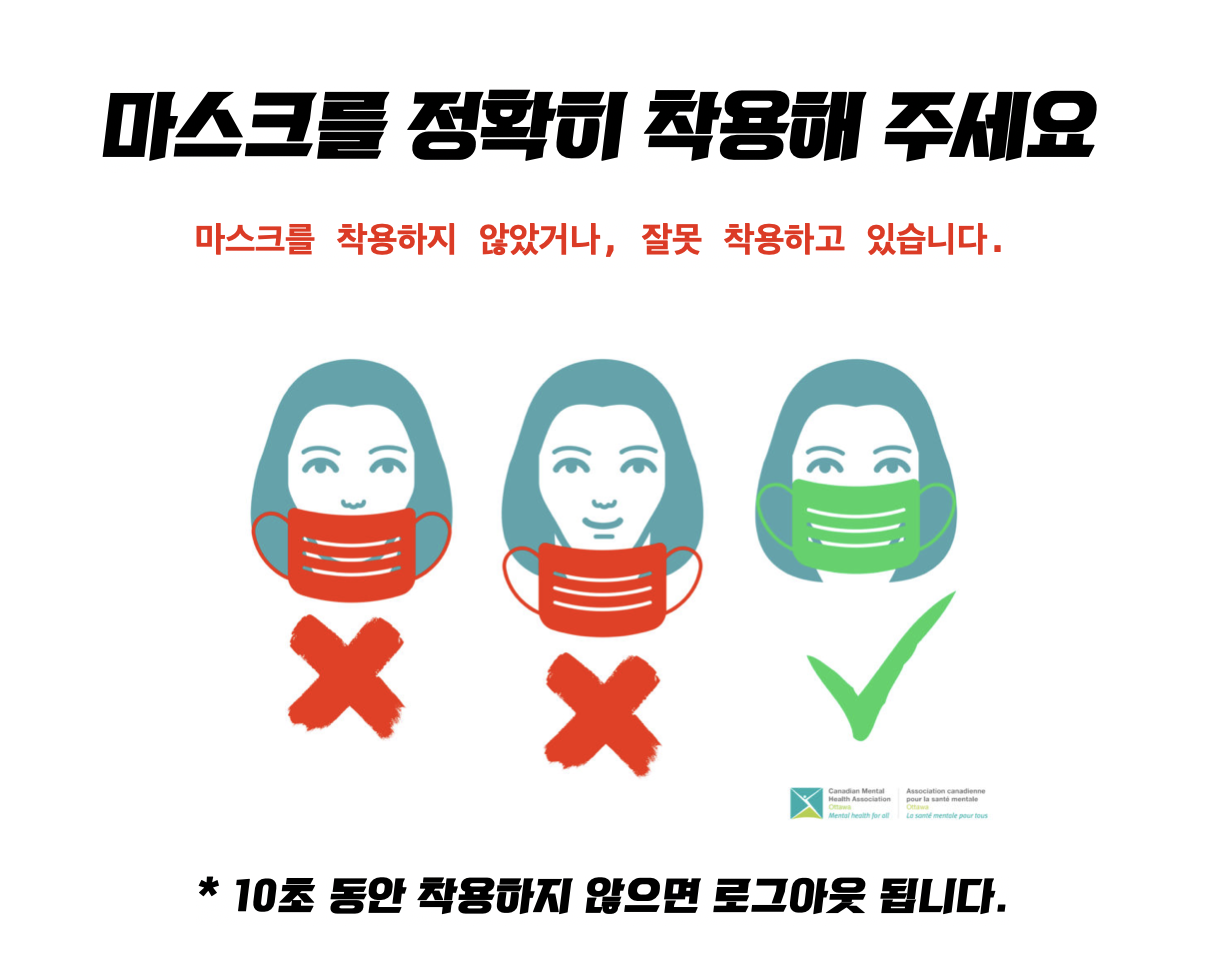 마스크를 정확히 착용해 주세요
마스크를 착용하지 않았거나, 잘못 착용하고 있습니다.
Canadian Mental
Health Association
Ottawa
Mental health for all
Association canadienne
pour la santé mentale
Ottawa
La santé mentale pour tous
* 10초 동안 착용하지 않으면 로그아웃 됩니다.